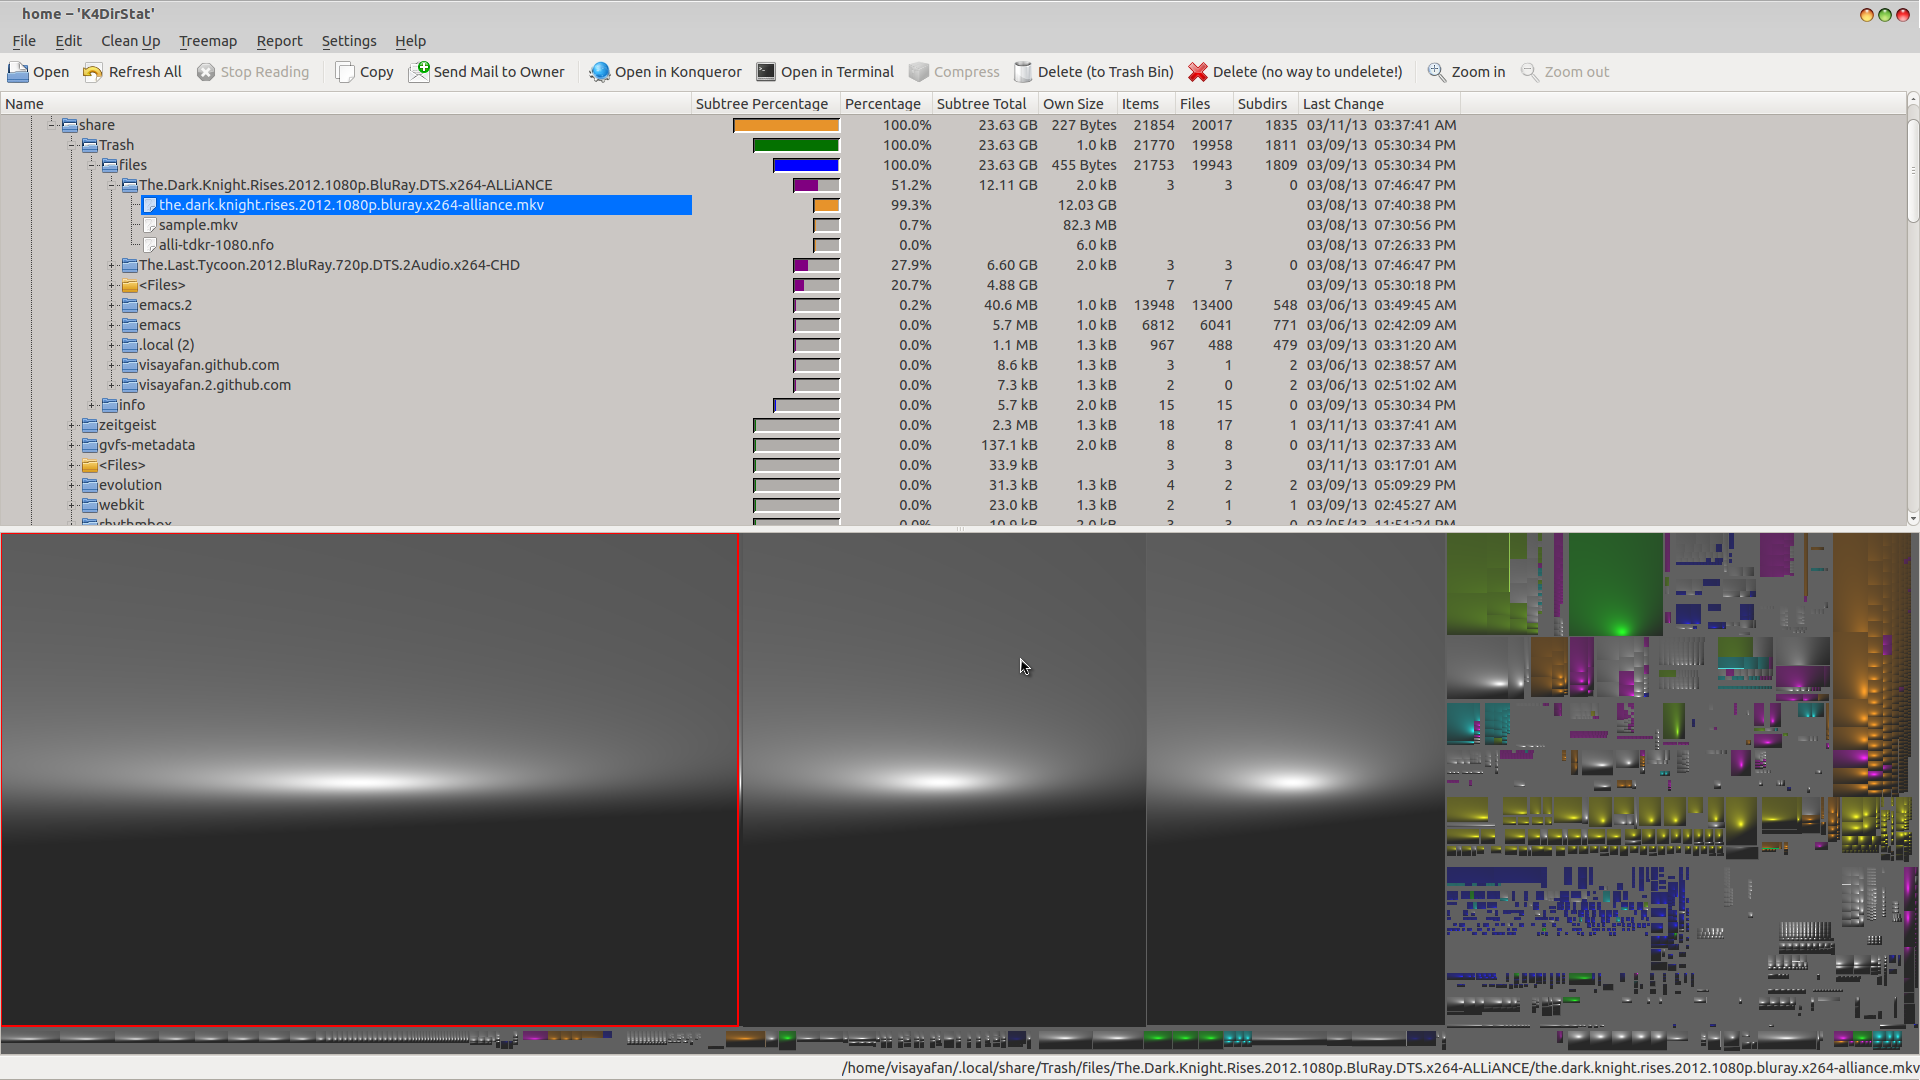 home – 'K4DirStat'
File Edit Clean Up Treemap Report Settings Help
Open Refresh All Stop Reading Copy Send Mail to Owner Open in Konqueror Open in Terminal Compress Delete (to Trash Bin) Delete (no way to undelete!) Zoom in Zoom out
Name Subtree Percentage Percentage Subtree Total Own Size Items Files Subdirs Last Change
share 100.0% 23.63 GB 227 Bytes 21854 20017 1835 03/11/13 03:37:41 AM
Trash 100.0% 23.63 GB 1.0 kB 21770 19958 1811 03/09/13 05:30:34 PM
files 100.0% 23.63 GB 455 Bytes 21753 19943 1809 03/09/13 05:30:34 PM
The.Dark.Knight.Rises.2012.1080p.BluRay.DTS.x264-ALLiANCE 51.2% 12.11 GB 2.0 kB 3 3 0 03/08/13 07:46:47 PM
the.dark.knight.rises.2012.1080p.bluray.x264-alliance.mkv 99.3% 12.03 GB 03/08/13 07:40:38 PM
sample.mkv 0.7% 82.3 MB 03/08/13 07:30:56 PM
alli-tdkr-1080.nfo 0.0% 6.0 kB 03/08/13 07:26:33 PM
The.Last.Tycoon.2012.BluRay.720p.DTS.2Audio.x264-CHD 27.9% 6.60 GB 2.0 kB 3 3 0 03/08/13 07:46:47 PM
<Files> 20.7% 4.88 GB 7 7 03/09/13 05:30:18 PM
emacs.2 0.2% 40.6 MB 1.0 kB 13948 13400 548 03/06/13 03:49:45 AM
emacs 0.0% 5.7 MB 1.0 kB 6812 6041 771 03/06/13 02:42:09 AM
.local (2) 0.0% 1.1 MB 1.3 kB 967 488 479 03/09/13 03:31:20 AM
visayafan.github.com 0.0% 8.6 kB 1.3 kB 3 1 2 03/06/13 02:38:57 AM
visayafan.2.github.com 0.0% 7.3 kB 1.3 kB 2 0 2 03/06/13 02:51:02 AM
info 0.0% 5.7 kB 2.0 kB 15 15 0 03/09/13 05:30:34 PM
zeitgeist 0.0% 2.3 MB 1.3 kB 18 17 1 03/11/13 03:37:41 AM
gvfs-metadata 0.0% 137.1 kB 2.0 kB 8 8 0 03/11/13 02:37:33 AM
<Files> 0.0% 33.9 kB 3 3 03/11/13 03:17:01 AM
evolution 0.0% 31.3 kB 1.3 kB 4 2 2 03/09/13 05:09:29 PM
webkit 0.0% 23.0 kB 1.3 kB 2 1 1 03/09/13 02:45:27 AM
rhythmbox 0.0% 10.9 kB 2.0 kB 3 3 0 03/05/13 11:51:24 PM
/home/visayafan/.local/share/Trash/files/The.Dark.Knight.Rises.2012.1080p.BluRay.DTS.x264-ALLiANCE/the.dark.knight.rises.2012.1080p.bluray.x264-alliance.mkv